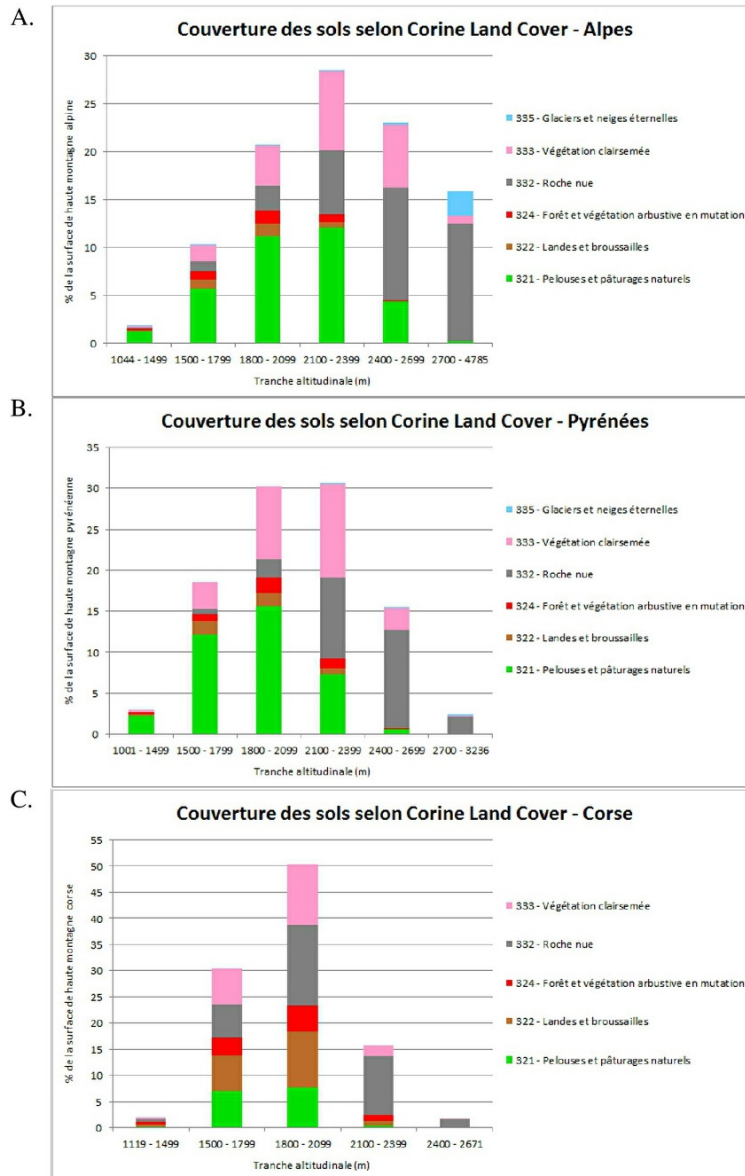 A.
Couverture des sols selon Corine Land Cover - Alpes
% de la surface de haute montagne alpine
30
25
20
15
10
5
0
1044 - 1499 1500 - 1799 1800 - 2099 2100 - 2399 2400 - 2699 2700 - 4785
Tranche altitudinale (m)
335 - Glaciers et neiges éternelles
333 - Végétation clairsemée
332 - Roche nue
324 - Forêt et végétation arbustive en mutation
322 - Landes et broussailles
321 - Pelouses et pâturages naturels
B.
Couverture des sols selon Corine Land Cover - Pyrénées
% de la surface de haute montagne pyrénéenne
35
30
25
20
15
10
5
0
1001 - 1499 1500 - 1799 1800 - 2099 2100 - 2399 2400 - 2699 2700 - 3236
Tranche altitudinale (m)
335 - Glaciers et neiges éternelles
333 - Végétation clairsemée
332 - Roche nue
324 - Forêt et végétation arbustive en mutation
322 - Landes et broussailles
321 - Pelouses et pâturages naturels
C.
Couverture des sols selon Corine Land Cover - Corse
% de la surface de haute montagne corse
55
50
45
40
35
30
25
20
15
10
5
0
1119 - 1499 1500 - 1799 1800 - 2099 2100 - 2399 2400 - 2671
Tranche altitudinale (m)
333 - Végétation clairsemée
332 - Roche nue
324 - Forêt et végétation arbustive en mutation
322 - Landes et broussailles
321 - Pelouses et pâturages naturels